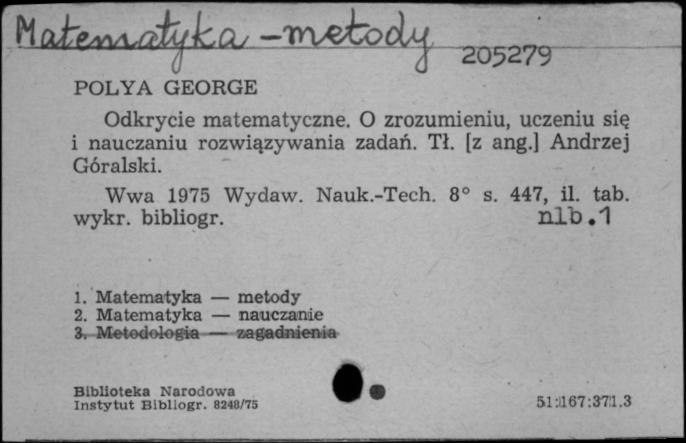 Matematyka - metody
205279
POLYA GEORGE
Odkrycie matematyczne. O zrozumieniu, uczeniu się
i nauczaniu rozwiązywania zadań. Tł. [z ang.] Andrzej
Góralski.
Wwa 1975 Wydaw. Nauk.-Tech. 8° s. 447, il. tab.
wykr. bibliogr. nlb.1
1. Matematyka — metody
2. Matematyka — nauczanie
3. Metodologia — zagadnienia
Biblioteka Narodowa
Instytut Bibliogr. 8248/75
51:167:371.3